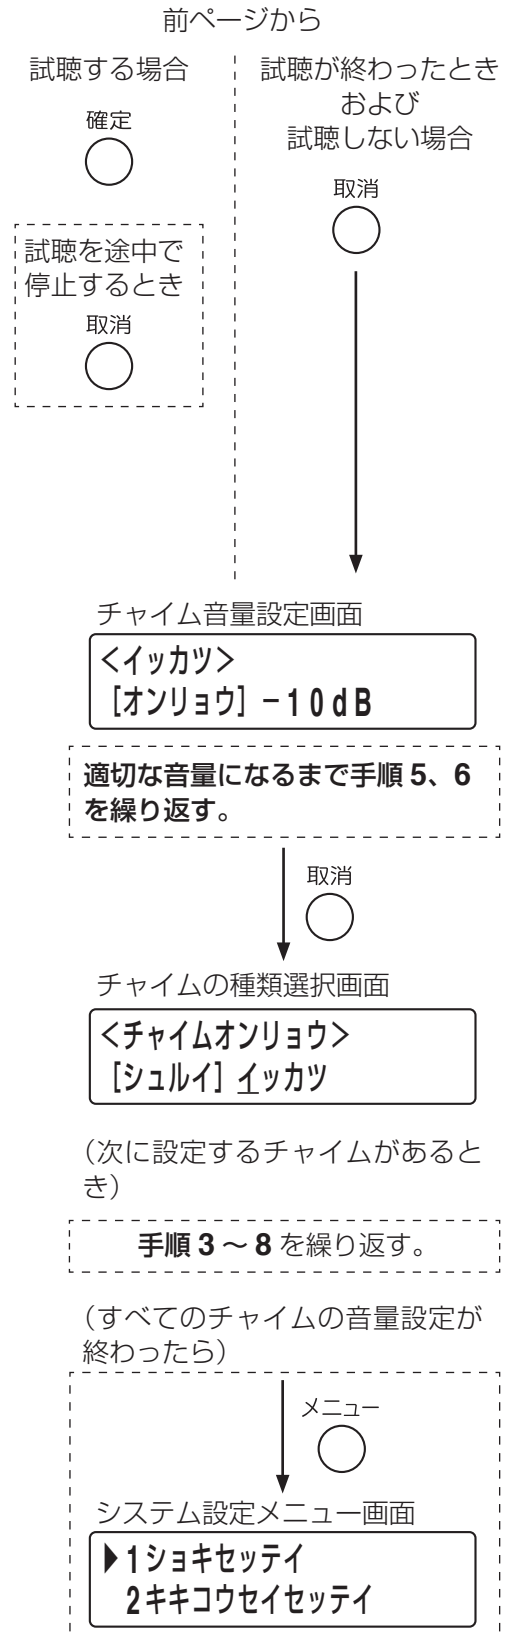 前ページから
試聴する場合
確定
試聴を途中で
停止するとき
取消
試聴が終わったとき
および
試聴しない場合
取消
チャイム音量設定画面
<イッカツ>
[オンリョウ] −10dB
適切な音量になるまで手順 5、6
を繰り返す。
取消
チャイムの種類選択画面
<チャイムオンリョウ>
[シュルイ] イッカツ
（次に設定するチャイムがあると
き）
手順 3 ～ 8 を繰り返す。
（すべてのチャイムの音量設定が
終わったら）
メニュー
システム設定メニュー画面
▶1ショキセッテイ
2キキコウセイセッテイ